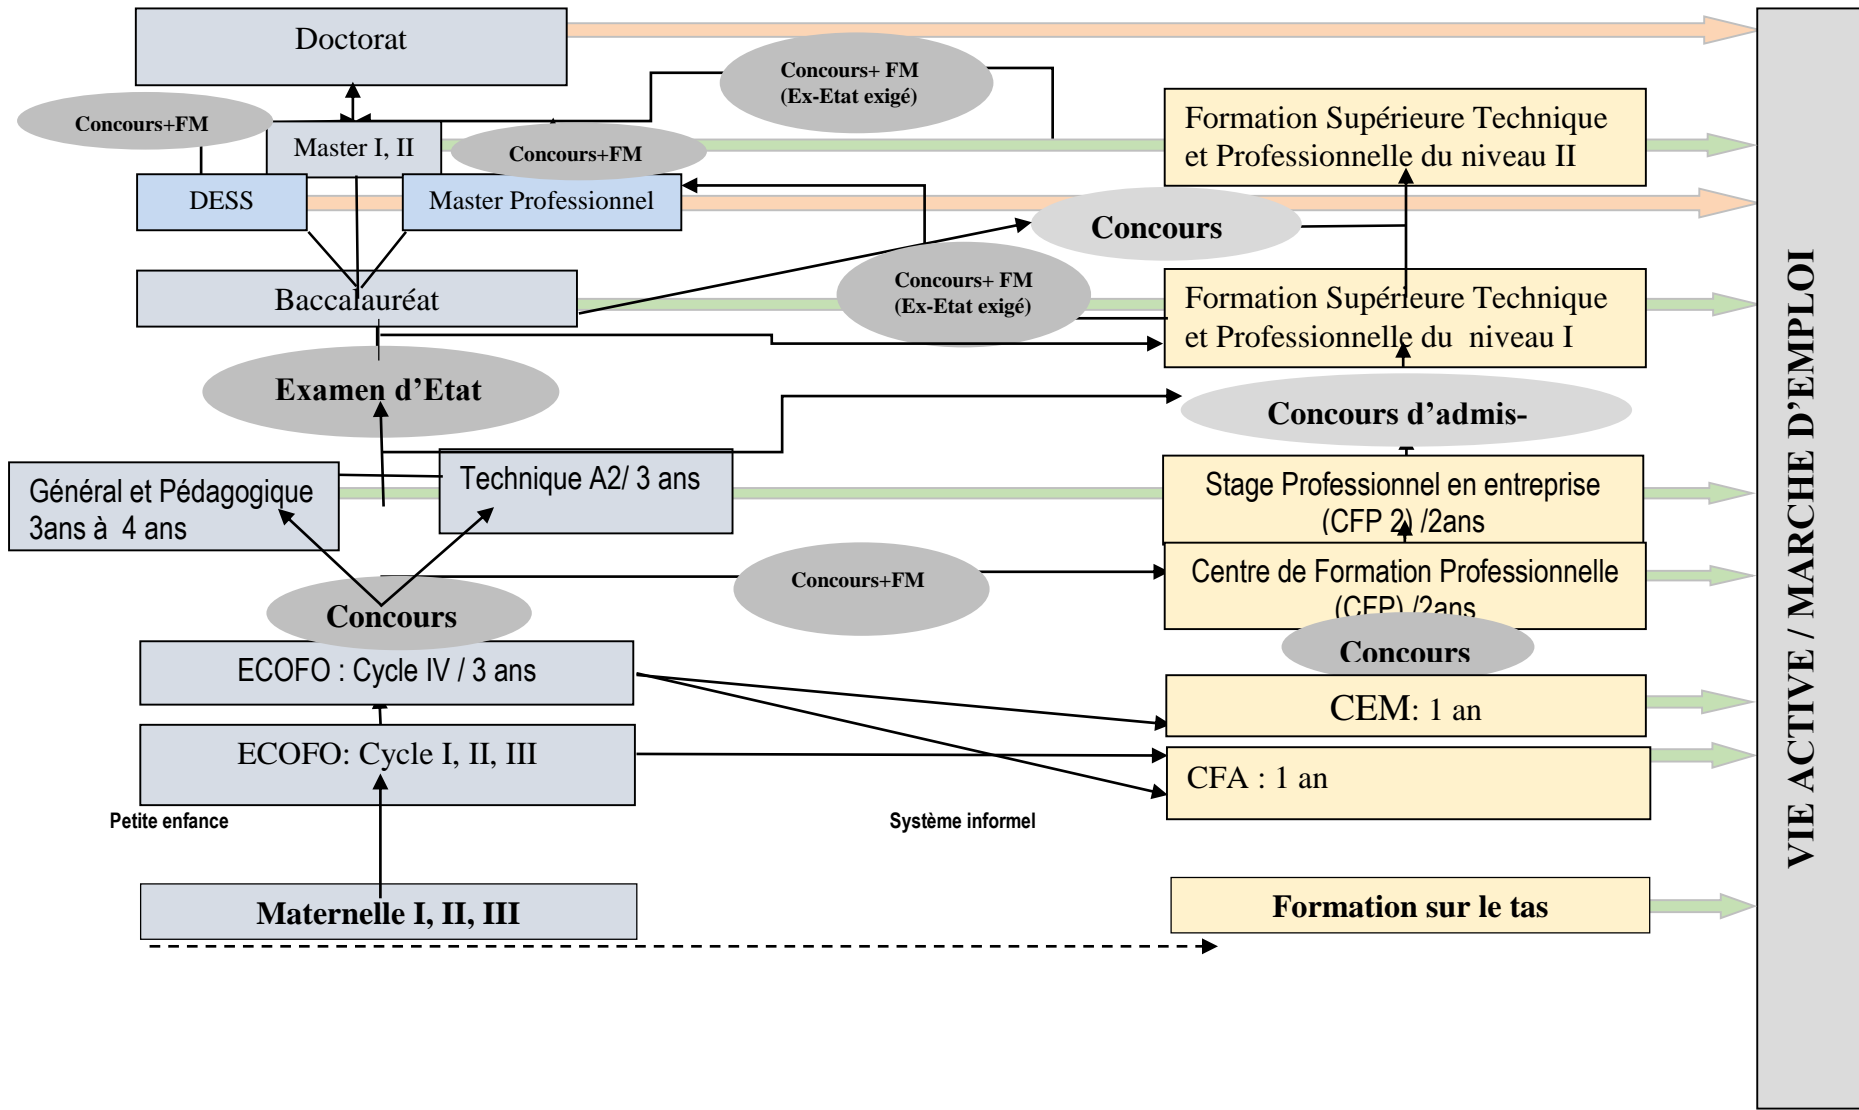 Doctorat
Concours+ FM
(Ex-Etat exigé)
Concours+FM
Master I, II
Concours+FM
Formation Supérieure Technique
et Professionnelle du niveau II
DESS
Master Professionnel
Concours
Baccalauréat
Concours+ FM
(Ex-Etat exigé)
Formation Supérieure Technique
et Professionnelle du niveau I
Examen d’Etat
Concours d’admis-
Général et Pédagogique
3ans à 4 ans
Technique A2/ 3 ans
Stage Professionnel en entreprise
(CFP 2) /2ans
Concours+FM
Centre de Formation Professionnelle
(CFP) /2ans
Concours
Concours
ECOFO : Cycle IV / 3 ans
CEM: 1 an
ECOFO: Cycle I, II, III
CFA : 1 an
Petite enfance
Système informel
Maternelle I, II, III
Formation sur le tas
VIE ACTIVE / MARCHE D’EMPLOI